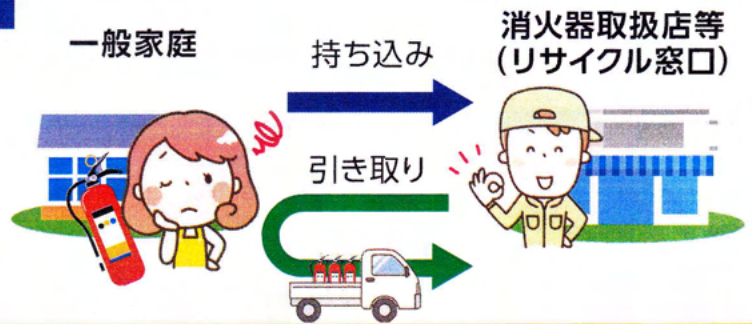 一般家庭
持ち込み
消火器取扱店等
(リサイクル窓口)
引き取り